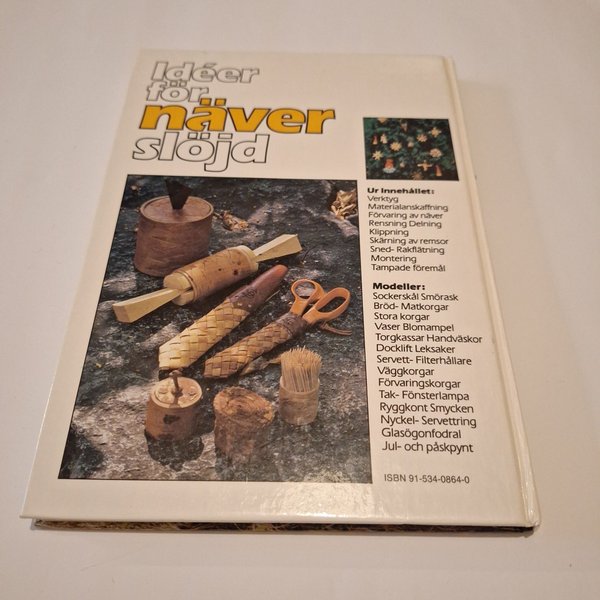 Idéer
för
näver
slöjd
Ur innehållet:
Verktyg
Materialanskaffning
Förvaring av näver
Rensning Delning
Klippning
Skärning av remsor
Sned- Rakflätning
Montering
Tampade föremål
Modeller:
Sockerskål Smörask
Bröd- Matkorgar
Stora korgar
Vaser Blomampel
Torgkassar Handväskor
Docklift Leksaker
Servett- Filterhållare
Väggkorgar
Förvaringskorgar
Tak- Fönsterlampa
Ryggkont Smycken
Nyckel- Servettring
Glasögonfodral
Jul- och påskpynt
ISBN 91-534-0864-0